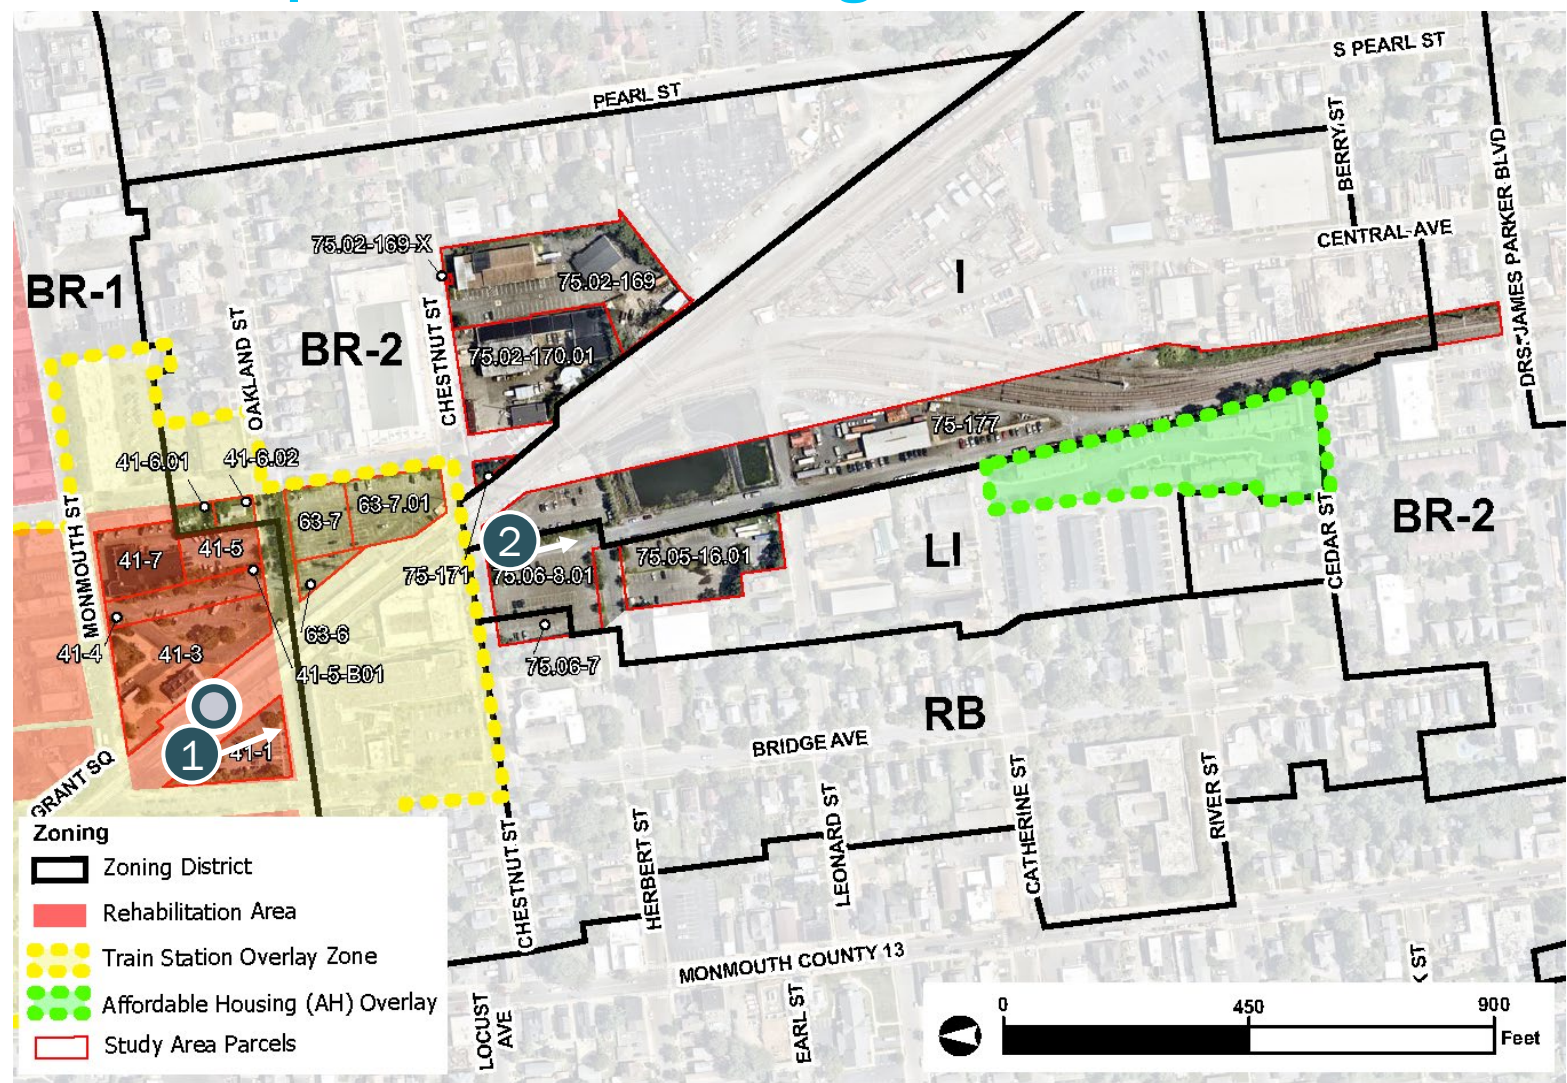 S PEARL ST
PEARL ST
BERRY ST
DRS. JAMES PARKER BLVD
CENTRAL AVE
75.02-169-X
75.02-169
I
BR-1
OAKLAND ST
BR-2
CHESTNUT ST
75.02-170.01
75-177
41-6.01
41-6.02
63-7
63-7.01
MONMOUTH ST
41-7
41-5
2
75-171
75.06-8.01
75.05-16.01
LI
CEDAR ST
BR-2
41-4
41-3
63-6
41-5-B01
75.06-7
RB
1
41-1
GRANT SQ
BRIDGE AVE
CATHERINE ST
RIVER ST
LEONARD ST
HERBERT ST
CHESTNUT ST
MONMOUTH COUNTY 13
LOCUST
AVE
EARL ST
ST
Zoning
Zoning District
Rehabilitation Area
Train Station Overlay Zone
Affordable Housing (AH) Overlay
Study Area Parcels
0 450 900
Feet